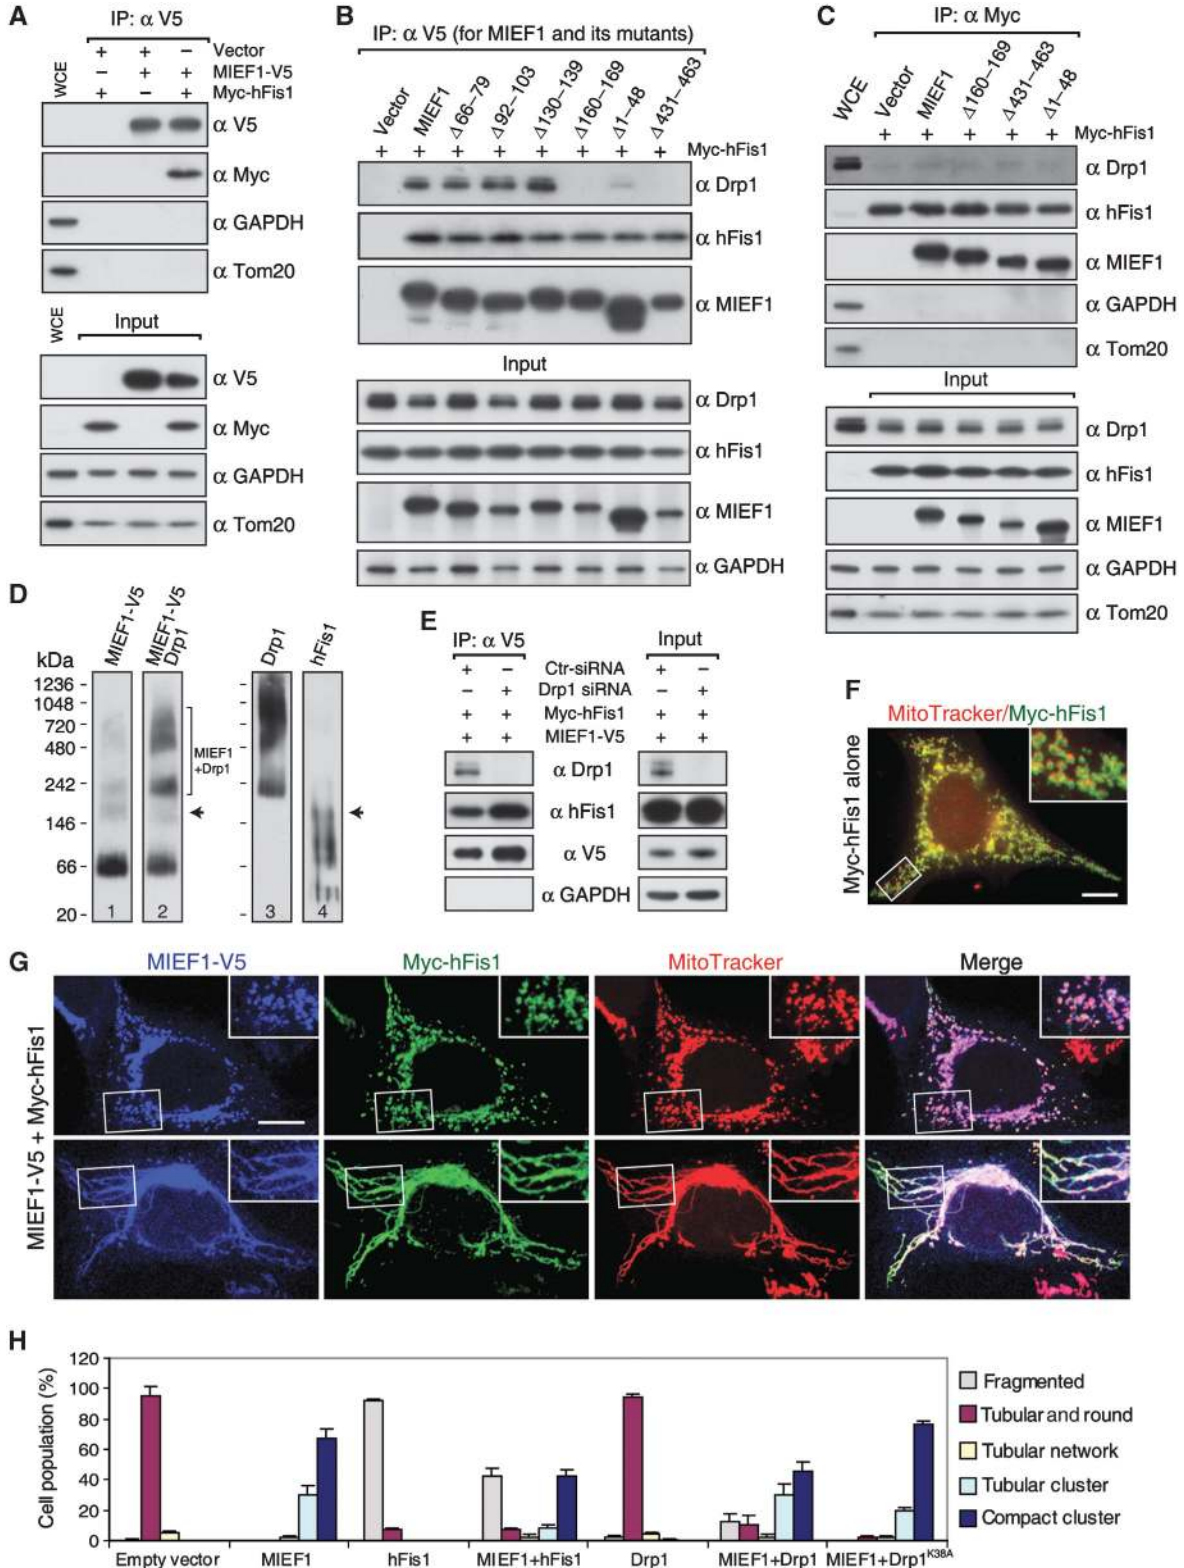 A
IP: α V5
+ + − Vector
− + + MIEF1-V5
+ − + Myc-hFis1
WCE
α V5
α Myc
α GAPDH
α Tom20
WCE
Input
α V5
α Myc
α GAPDH
α Tom20
B
IP: α V5 (for MIEF1 and its mutants)
Vector MIEF1 Δ66–79 Δ92–103 Δ130–139 Δ160–169 Δ1–48 Δ431–463
+ + + + + + + + Myc-hFis1
α Drp1
α hFis1
α MIEF1
Input
α Drp1
α hFis1
α MIEF1
α GAPDH
C
IP: α Myc
WCE Vector MIEF1 Δ160–169 Δ431–463 Δ1–48
+ + + + + Myc-hFis1
α Drp1
α hFis1
α MIEF1
α GAPDH
α Tom20
Input
α Drp1
α hFis1
α MIEF1
α GAPDH
α Tom20
D
MIEF1-V5
MIEF1-V5
Drp1
Drp1
hFis1
kDa
1236
1048
720
480
242
146
66
20
MIEF1
+Drp1
1 2 3 4
E
IP: α V5 Input
+ − Ctr-siRNA + −
− + Drp1 siRNA − +
+ + Myc-hFis1 + +
+ + MIEF1-V5 + +
α Drp1
α hFis1
α V5
α GAPDH
F
MitoTracker/Myc-hFis1
Myc-hFis1 alone
G
MIEF1-V5 Myc-hFis1 MitoTracker Merge
MIEF1-V5 + Myc-hFis1
H
Cell population (%)
120
100
80
60
40
20
0
Empty vector MIEF1 hFis1 MIEF1+hFis1 Drp1 MIEF1+Drp1 MIEF1+Drp1K38A
Fragmented
Tubular and round
Tubular network
Tubular cluster
Compact cluster